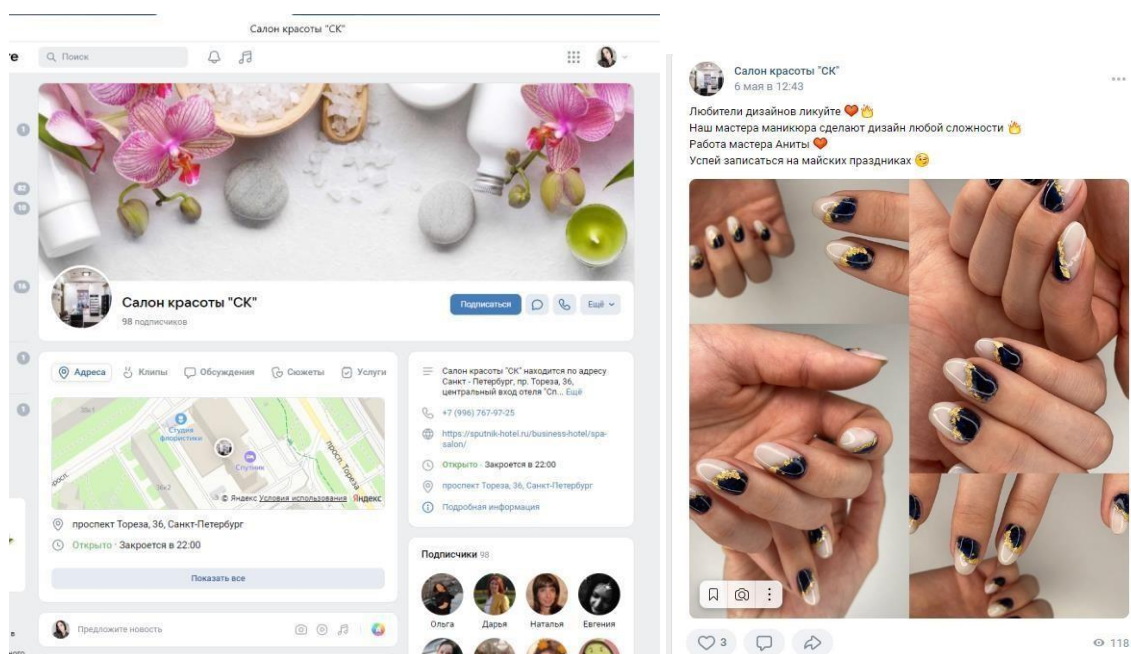 Салон красоты "СК"
Поиск
Салон красоты "СК"
98 подписчиков
Подписаться
Ещё
Адреса
Клипы
Обсуждения
Сюжеты
Услуги
Студия
флористики
Спутник
просп. Тореза
36к1
36к2
© Яндекс Условия использования Яндекс
проспект Тореза, 36, Санкт-Петербург
Открыто · Закроется в 22:00
Показать все
Предложите новость
Салон красоты "СК" находится по адресу
Санкт - Петербург, пр. Тореза, 36,
центральный вход отеля "Сп... Ещё
+7 (996) 767-97-25
https://sputnik-hotel.ru/business-hotel/spa-
salon/
Открыто · Закроется в 22:00
проспект Тореза, 36, Санкт-Петербург
Подробная информация
Подписчики 98
Ольга
Дарья
Наталья
Евгения
Салон красоты "СК"
6 мая в 12:43
Любители дизайнов ликуйте
Наш мастера маникюра сделают дизайн любой сложности
Работа мастера Аниты
Успей записаться на майских праздниках
3
118